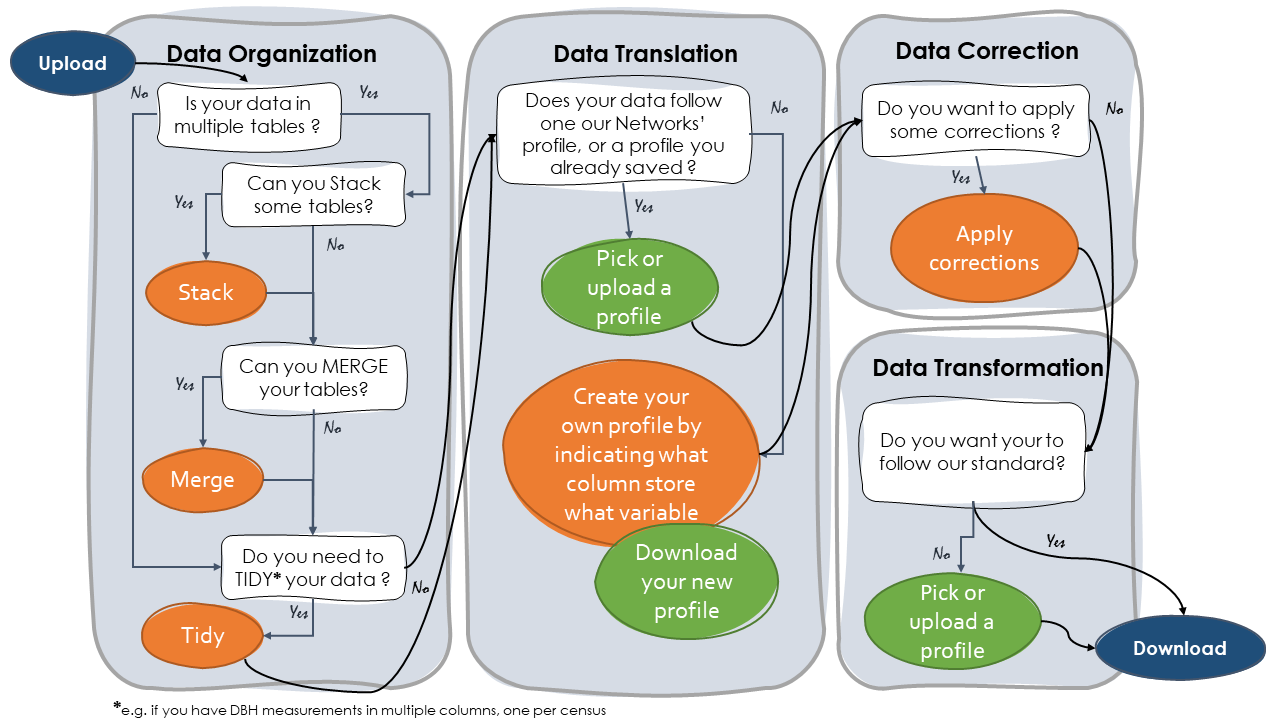 Upload
Data Organization
Is your data in
multiple tables ?
No
Yes
Can you Stack
some tables?
Yes
No
Stack
Can you MERGE
your tables?
Yes
No
Merge
Do you need to
TIDY* your data ?
No
Yes
Tidy
*e.g. if you have DBH measurements in multiple columns, one per census
Data Translation
Does your data follow
one our Networks’
profile, or a profile you
already saved ?
No
Yes
Pick or
upload a
profile
Create your
own profile by
indicating what
column store
what variable
Download
your new
profile
Data Correction
Do you want to apply
some corrections ?
No
Yes
Apply
corrections
Data Transformation
Do you want your to
follow our standard?
No
Yes
Pick or
upload a
profile
Download